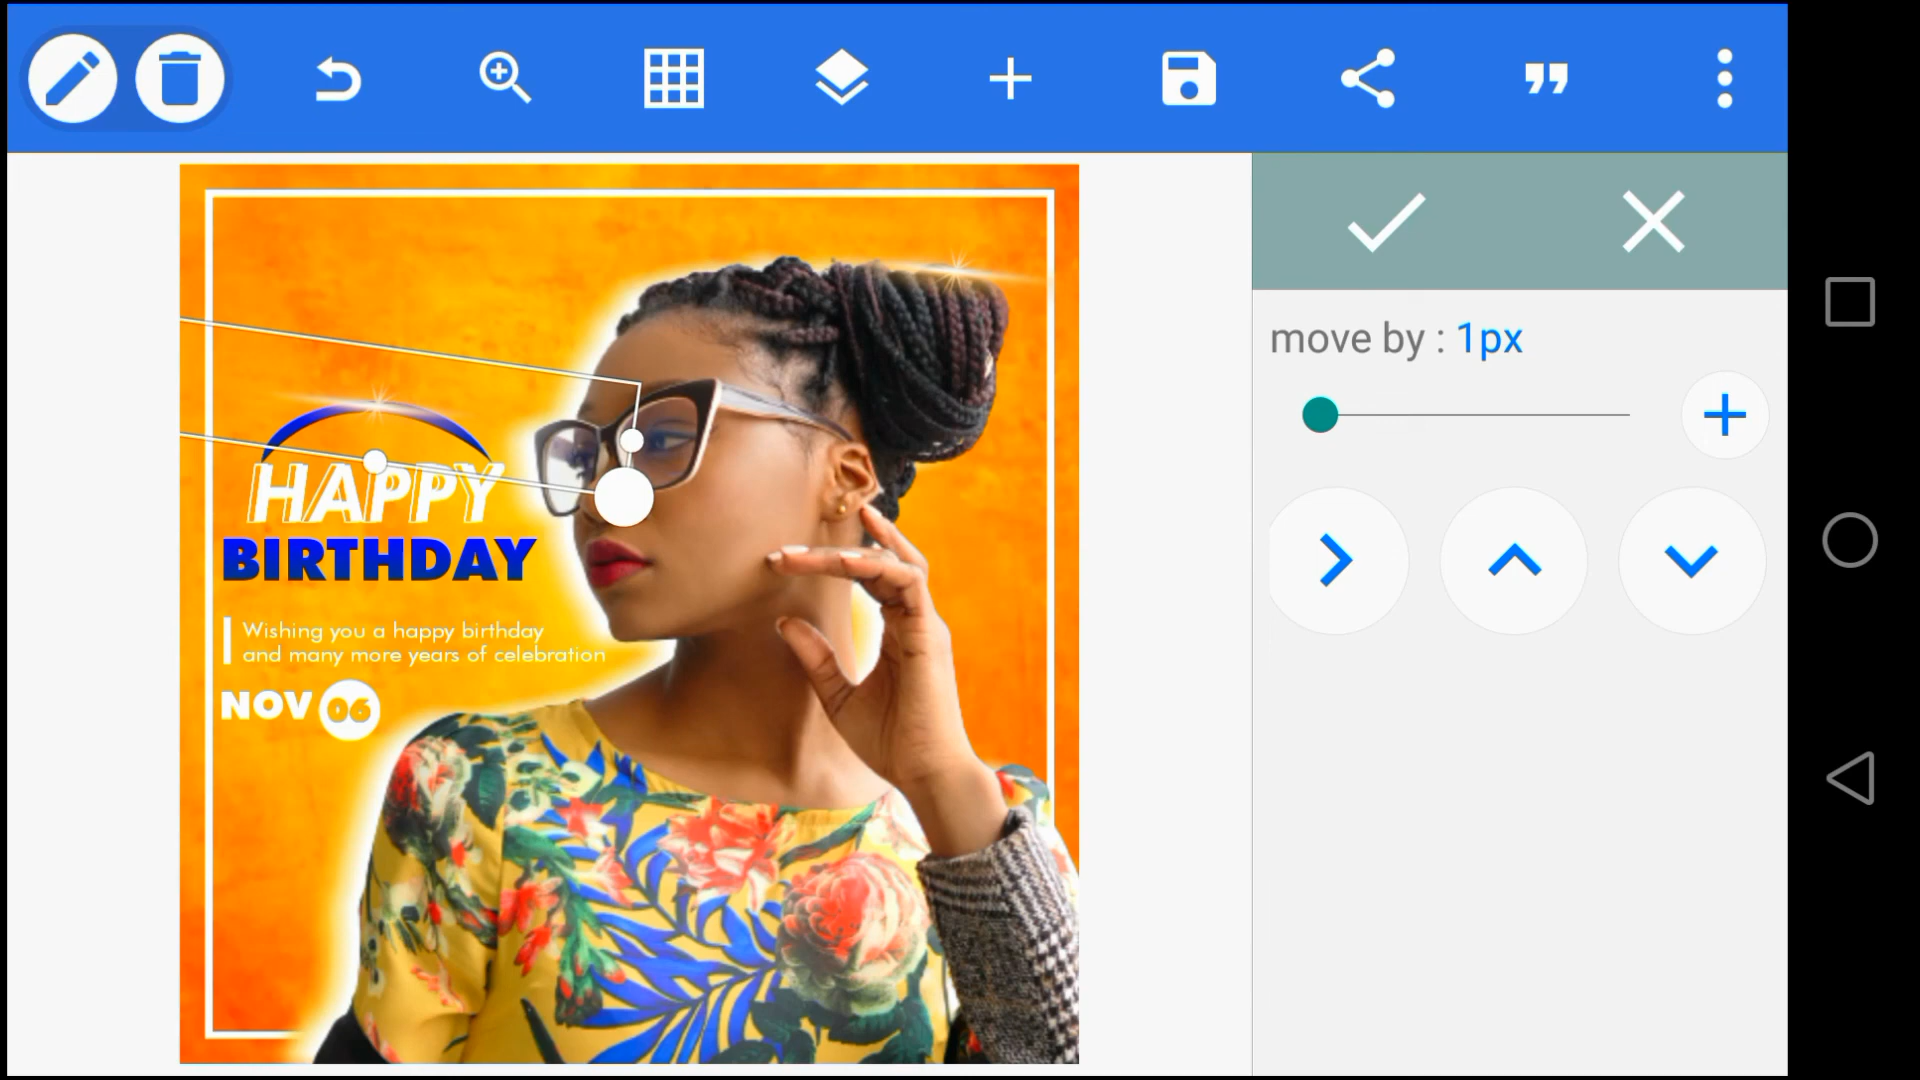 move by : 1px
HAPPY
BIRTHDAY
Wishing you a happy birthday
and many more years of celebration
NOV 06